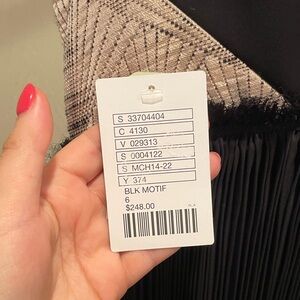 S 33704404
C 4130
V 029313
S 0004122
S MCH14-22
Y 374
BLK MOTIF
6
$248.00